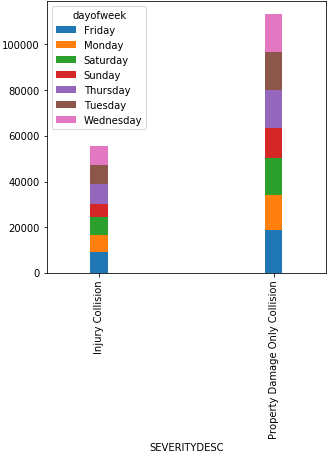 dayofweek
Friday
Monday
Saturday
Sunday
Thursday
Tuesday
Wednesday
100000
80000
60000
40000
20000
0
Injury Collision
Property Damage Only Collision
SEVERITYDESC